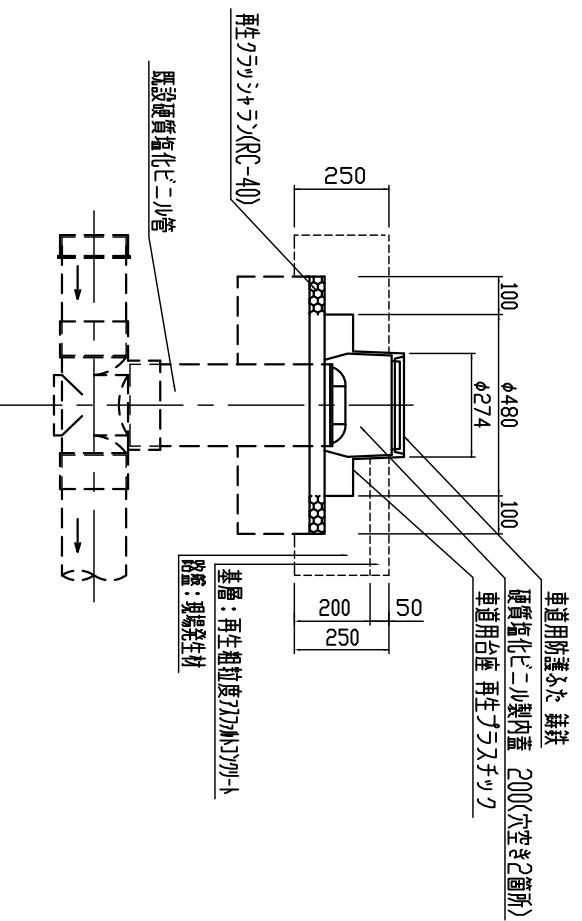 車道用防護ふた 鋳鉄
硬質塩化ビニル製内蓋 200(穴空き2箇所)
車道用台座 再生プラスチック
100
φ480
100
φ274
250
50
200
250
再生クラッシャラン(RC-40)
既設硬質塩化ビニル管
基層:再生粗粒度アスファルトコンクリート
路盤:現場発生材